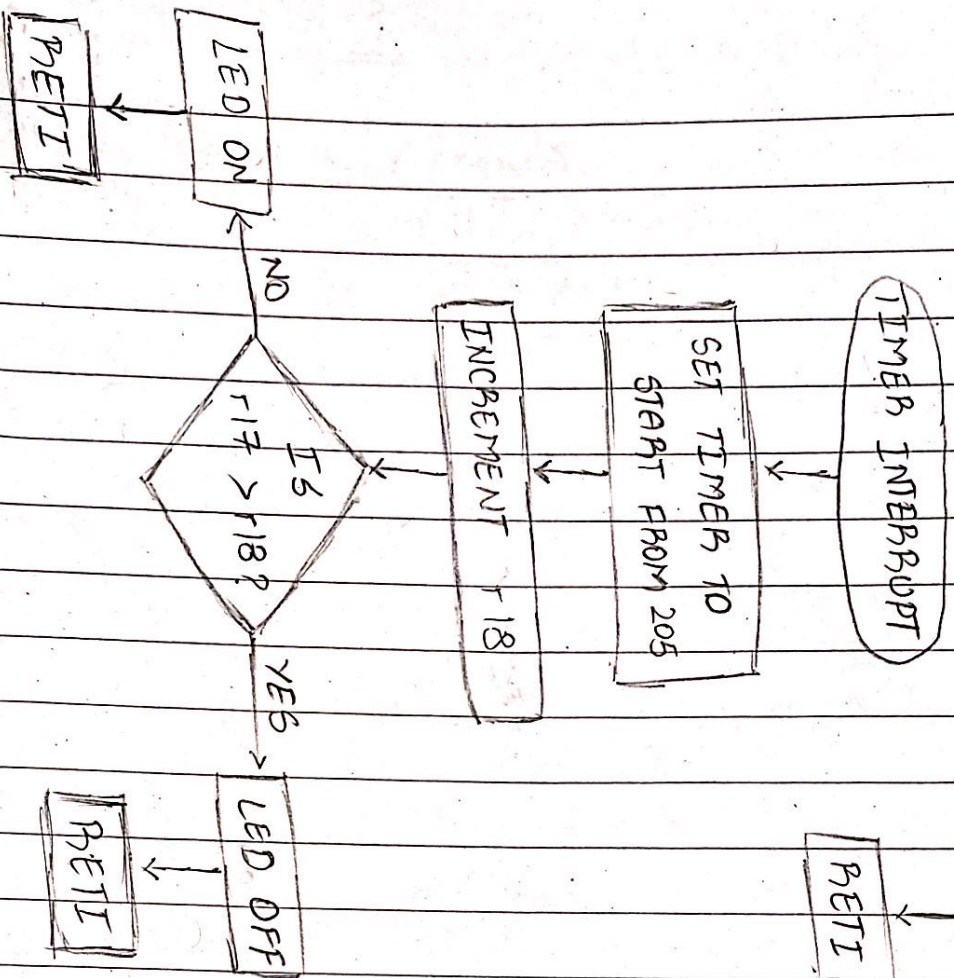 TIMER INTERRUPT
SET TIMER TO
START FROM 205
INCREMENT r18
IS
r17 > r18?
NO
YES
LED ON
RETI
LED OFF
RETI
RETI